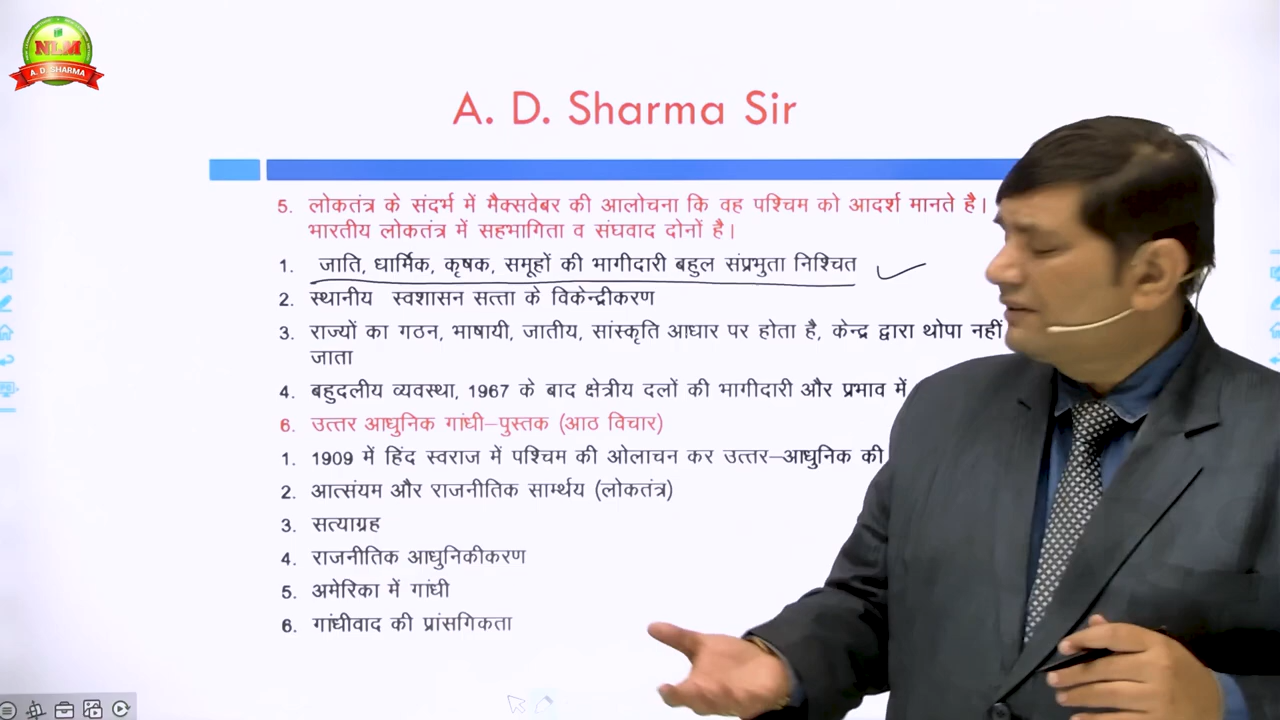 NLM
A. D. SHARMA
A. D. Sharma Sir
5. लोकतंत्र के संदर्भ में मैक्सवेबर की आलोचना कि वह पश्चिम को आदर्श मानते है।
भारतीय लोकतंत्र में सहभागिता व संघवाद दोनों है।
1. जाति, धार्मिक, कृषक, समूहों की भागीदारी बहुल संप्रभुता निश्चित
2. स्थानीय स्वशासन सत्ता के विकेन्द्रीकरण
3. राज्यों का गठन, भाषायी, जातीय, सांस्कृति आधार पर होता है, केन्द्र द्वारा थोपा नहीं
जाता
4. बहुदलीय व्यवस्था, 1967 के बाद क्षेत्रीय दलों की भागीदारी और प्रभाव में
6. उत्तर आधुनिक गांधी–पुस्तक (आठ विचार)
1. 1909 में हिंद स्वराज में पश्चिम की ओलाचन कर उत्तर–आधुनिक की
2. आत्संयम और राजनीतिक सार्म्थय (लोकतंत्र)
3. सत्याग्रह
4. राजनीतिक आधुनिकीकरण
5. अमेरिका में गांधी
6. गांधीवाद की प्रांसगिकता